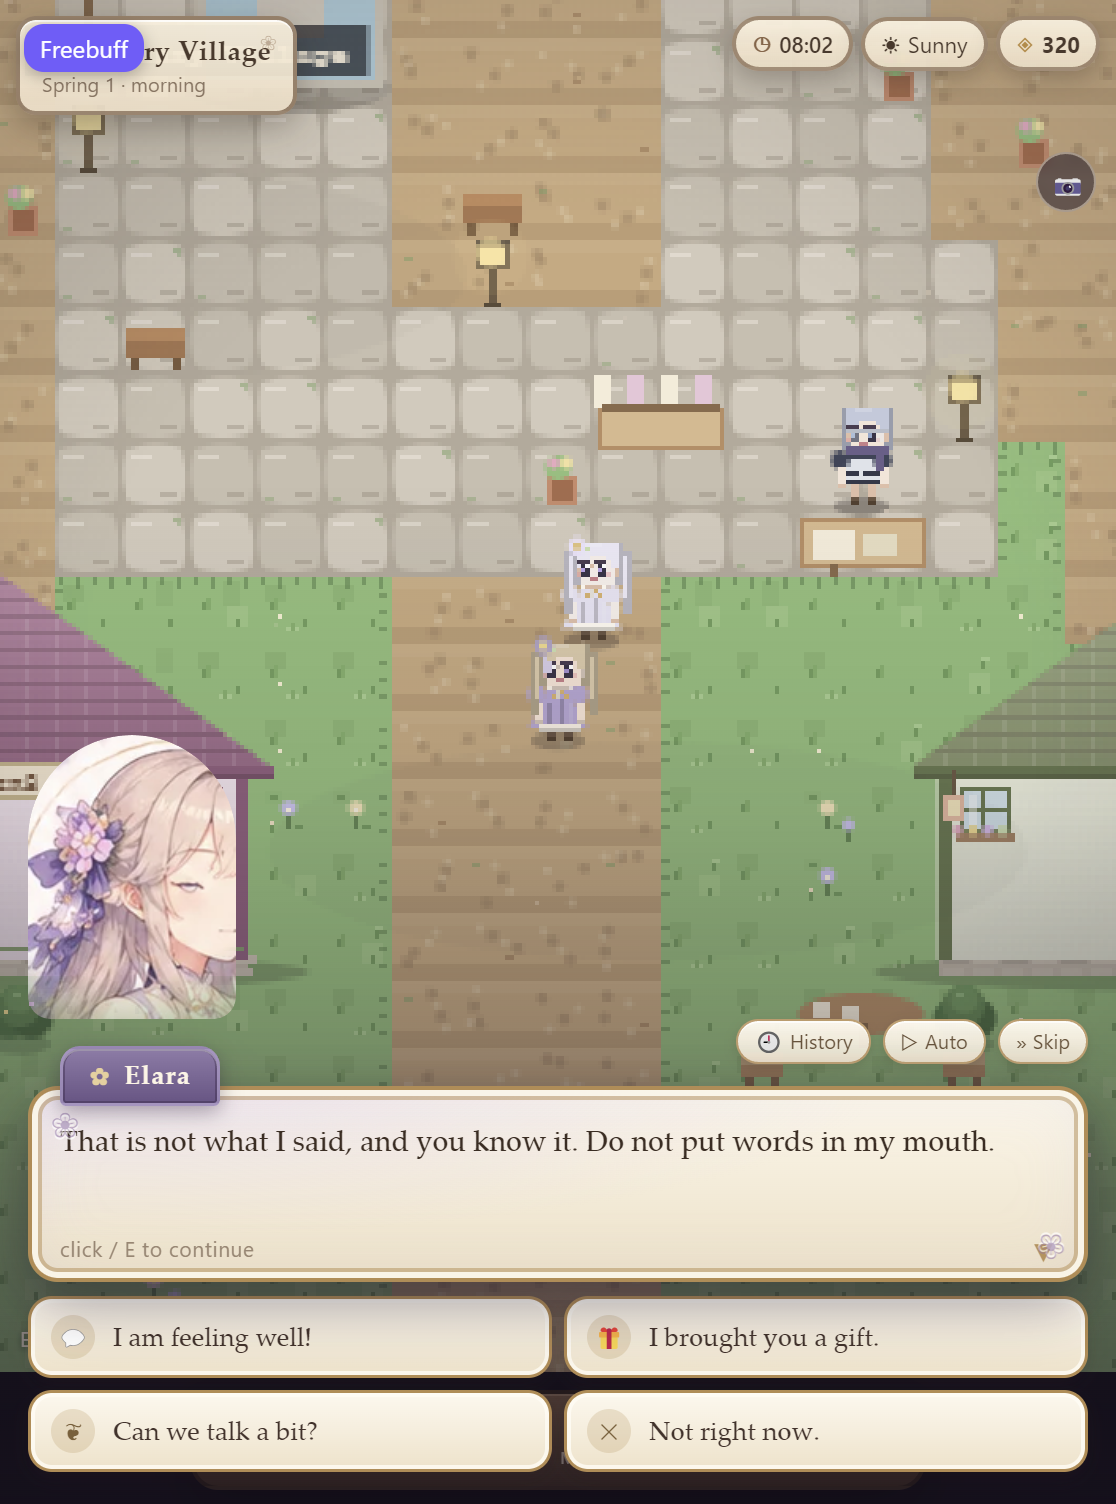 Freebuff
ry Village
Spring 1 · morning
08:02
Sunny
320
History
Auto
» Skip
Elara
That is not what I said, and you know it. Do not put words in my mouth.
click / E to continue
I am feeling well!
I brought you a gift.
Can we talk a bit?
Not right now.